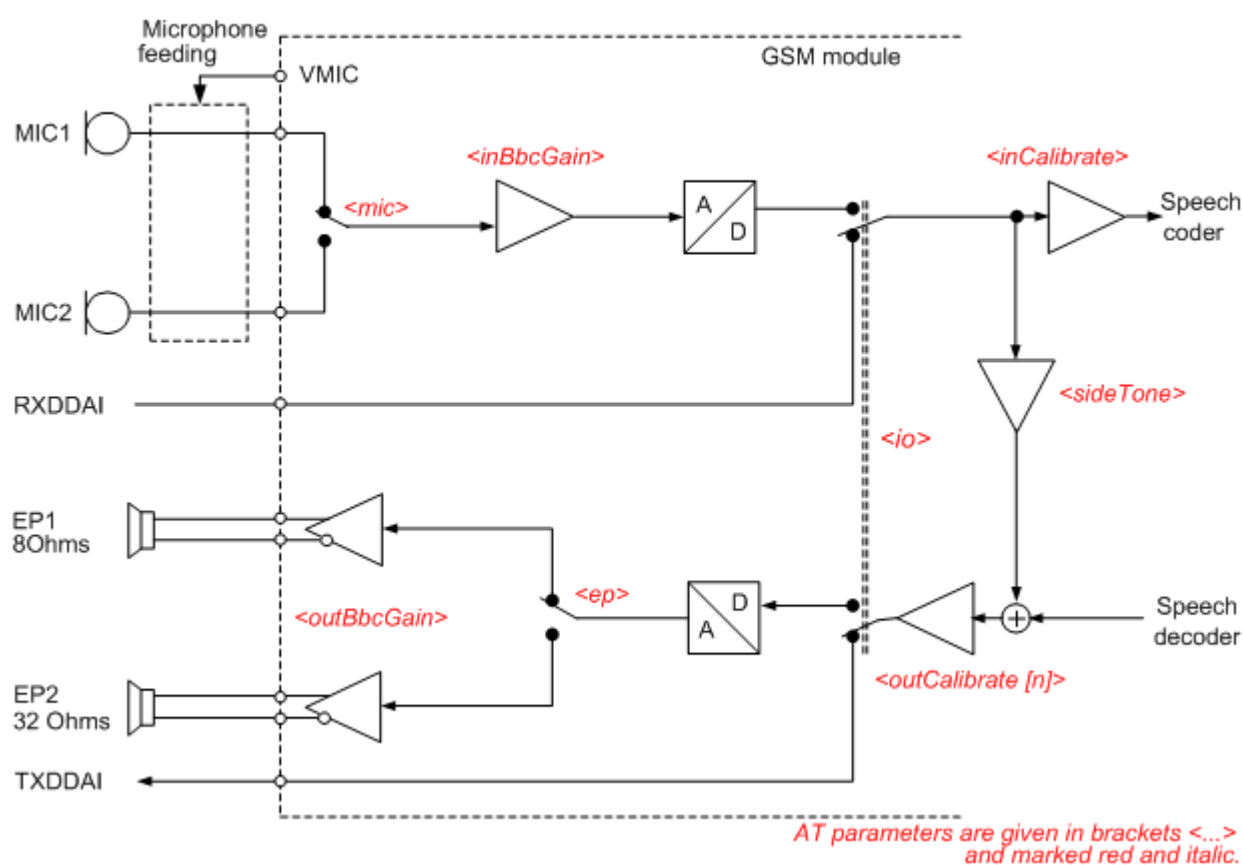 Microphone
feeding
GSM module
VMIC
MIC1
<inBbcGain>
<inCalibrate>
<mic>
A
D
Speech
coder
MIC2
RXDDAI
<sideTone>
<io>
EP1
8Ohms
<outBbcGain>
<ep>
D
A
Speech
decoder
<outCalibrate [n]>
EP2
32 Ohms
TXDDAI
AT parameters are given in brackets <...>
and marked red and italic.